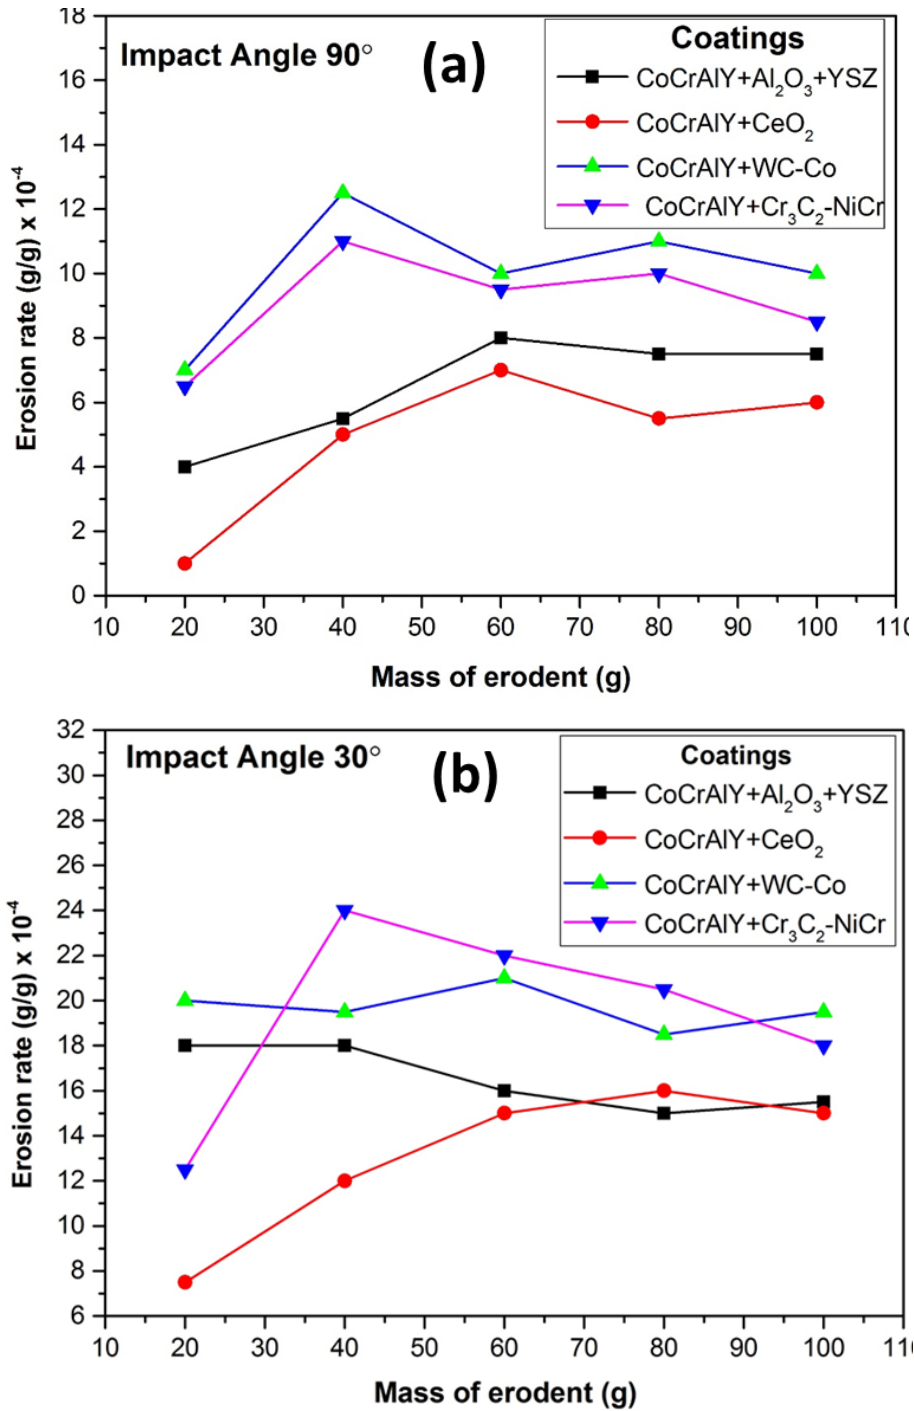 Impact Angle 90°
(a)
Coatings
CoCrAlY+Al₂O₃+YSZ
CoCrAlY+CeO₂
CoCrAlY+WC-Co
CoCrAlY+Cr₃C₂-NiCr
18
16
14
12
10
8
6
4
2
0
Erosion rate (g/g) x 10⁻⁴
10 20 30 40 50 60 70 80 90 100 110
Mass of erodent (g)
Impact Angle 30°
(b)
Coatings
CoCrAlY+Al₂O₃+YSZ
CoCrAlY+CeO₂
CoCrAlY+WC-Co
CoCrAlY+Cr₃C₂-NiCr
32
30
28
26
24
22
20
18
16
14
12
10
8
6
Erosion rate (g/g) x 10⁻⁴
10 20 30 40 50 60 70 80 90 100 110
Mass of erodent (g)